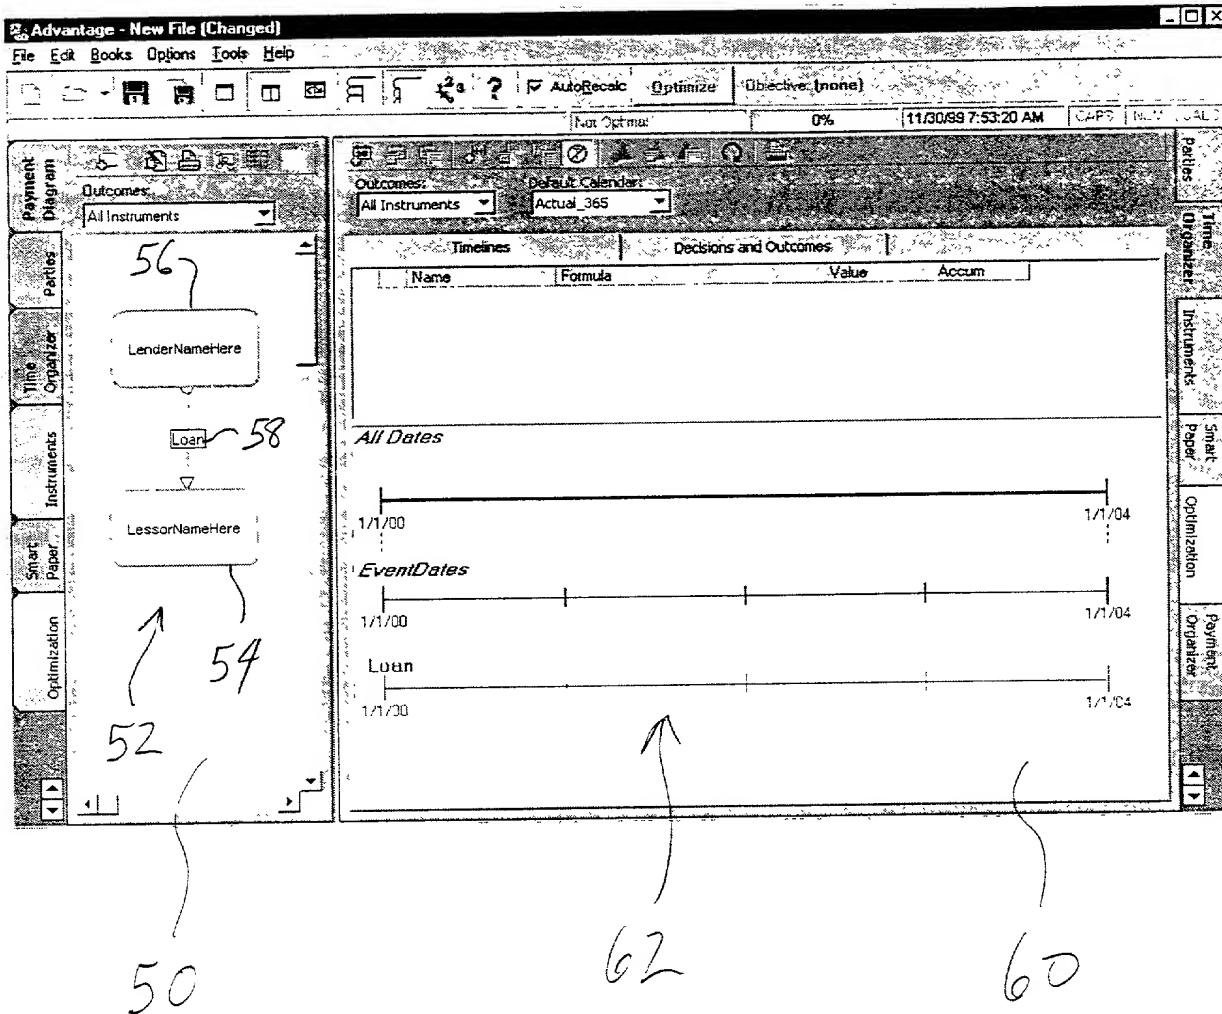 Advantage - New File (Changed)
File Edit Books Options Tools Help
AutoRecalc Optimize Objective: (none)
Not Optimal 0% 11/30/99 7:53:20 AM CAPS NUM
Payment Diagram
Parties
Time Organizer
Instruments
Smart Paper
Optimization
Outcomes:
All Instruments
56
LenderNameHere
Loan 58
LessorNameHere
54
52
Outcomes: Default Calendar:
All Instruments Actual_365
Timelines Decisions and Outcomes
Name Formula Value Accum
All Dates
1/1/00 1/1/04
EventDates
1/1/00 1/1/04
Loan
1/1/00 1/1/04
Parties
Time Organizer
Instruments
Smart Paper
Optimization
Payment Organizer
50 62 60